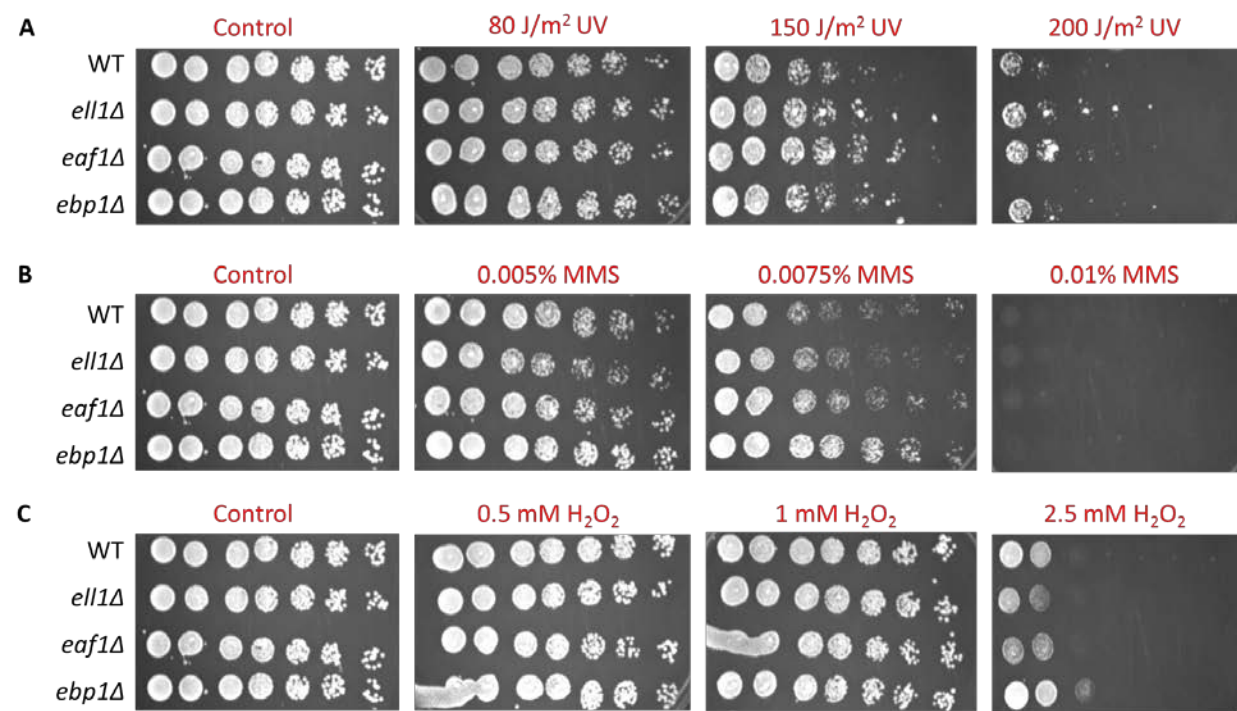 A
Control
80 J/m² UV
150 J/m² UV
200 J/m² UV
WT
ell1Δ
eaf1Δ
ebp1Δ
B
Control
0.005% MMS
0.0075% MMS
0.01% MMS
WT
ell1Δ
eaf1Δ
ebp1Δ
C
Control
0.5 mM H₂O₂
1 mM H₂O₂
2.5 mM H₂O₂
WT
ell1Δ
eaf1Δ
ebp1Δ